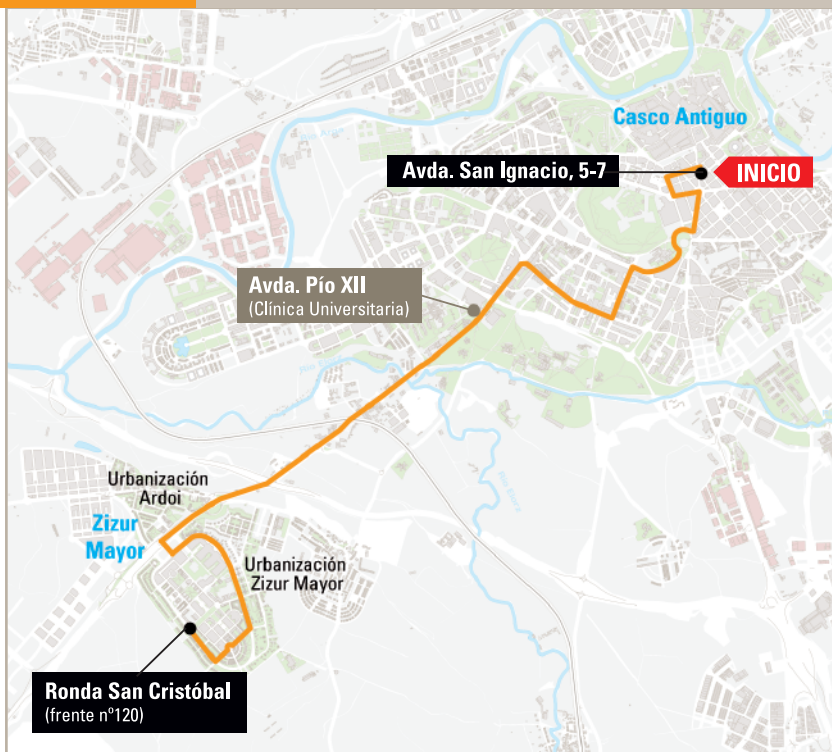 Casco Antiguo
Avda. San Ignacio, 5-7
INICIO
Avda. Pío XII
(Clínica Universitaria)
Urbanización
Ardoi
Zizur
Mayor
Urbanización
Zizur Mayor
Ronda San Cristóbal
(frente nº120)